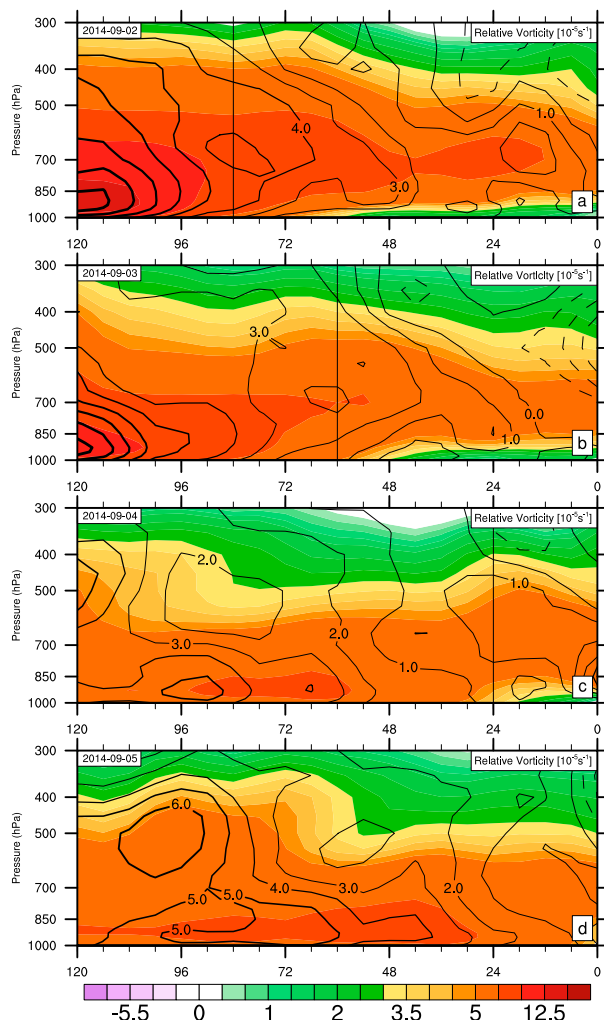 2014-09-02
Relative Vorticity [10⁻⁵s⁻¹]
Pressure (hPa)
300
400
500
700
850
1000
4.0
3.0
1.0
a
120 96 72 48 24 0
2014-09-03
Relative Vorticity [10⁻⁵s⁻¹]
Pressure (hPa)
300
400
500
700
850
1000
3.0
0.0
1.0
b
120 96 72 48 24 0
2014-09-04
Relative Vorticity [10⁻⁵s⁻¹]
Pressure (hPa)
300
400
500
700
850
1000
2.0
1.0
3.0
2.0
1.0
c
120 96 72 48 24 0
2014-09-05
Relative Vorticity [10⁻⁵s⁻¹]
Pressure (hPa)
300
400
500
700
850
1000
6.0
5.0
4.0
3.0
2.0
5.0
5.0
d
120 96 72 48 24 0
-5.5 0 1 2 3.5 5 12.5